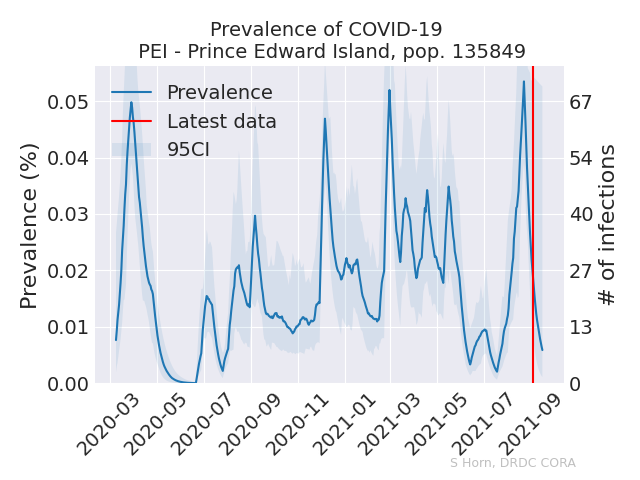 Prevalence of COVID-19
PEI - Prince Edward Island, pop. 135849
Prevalence
Latest data
95CI
Prevalence (%)
0.05
0.04
0.03
0.02
0.01
0.00
67
54
40
27
13
0
# of infections
2020-03
2020-05
2020-07
2020-09
2020-11
2021-01
2021-03
2021-05
2021-07
2021-09
S Horn, DRDC CORA